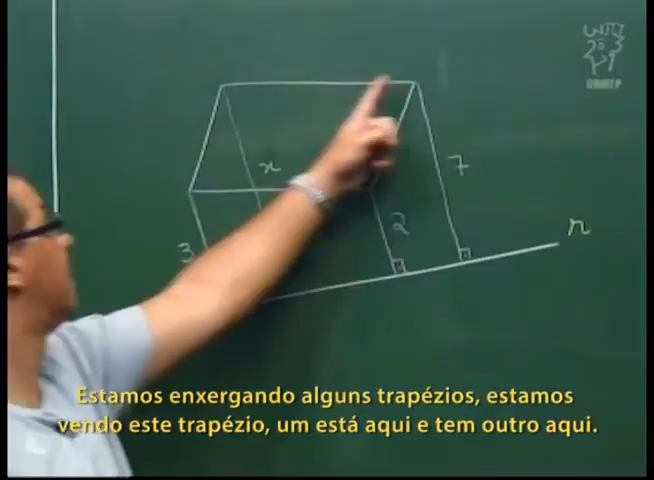 OBMEP
x
7
2
3
r
Estamos enxergando alguns trapézios, estamos
vendo este trapézio, um está aqui e tem outro aqui.